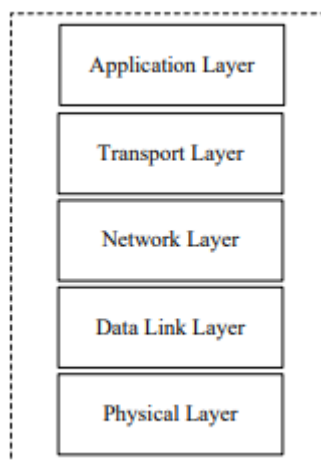 Application Layer
Transport Layer
Network Layer
Data Link Layer
Physical Layer